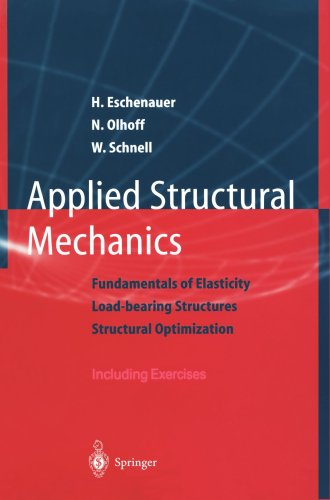 H. Eschenauer
N. Olhoff
W. Schnell
Applied Structural
Mechanics
Fundamentals of Elasticity
Load-bearing Structures
Structural Optimization
Including Exercises
Springer